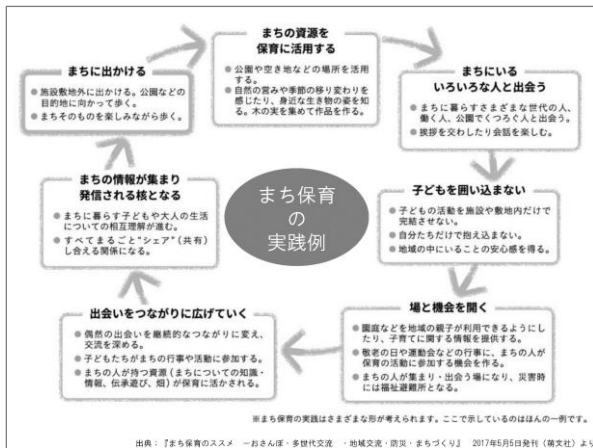 まちの資源を
保育に活用する
● 公園や空き地などの場所を活用
する。
● 自然の営みや季節の移り変わりを
感じたり、身近な生き物の姿を知
る。木の実を集めて作品を作る。
まちにいる
いろいろな人と出会う
● まちに暮らすさまざまな世代の人、
働く人、公園でくつろぐ人と出会う。
● 挨拶を交わしたり会話を楽しむ。
子どもを囲い込まない
● 子どもの活動を施設や敷地内だけで
完結させない。
● 自分たちだけで抱え込まない。
● 地域の中にいることの安心感を得る。
場と機会を開く
● 園庭などを地域の親子が利用できるようにし
たり、子育てに関する情報を提供する。
● 敬老の日や運動会などの行事に、まちの人が
保育の活動に参加する機会を作る。
● まちの人が集まり・出会う場になり、災害時に
は福祉避難所となる。
出会いをつながりに広げていく
● 偶然の出会いを継続的なつながりに変え、
交流を深める。
● 子どもたちがまちの行事や活動に参加する。
● まちの人が持つ資源（まちについての知識・
情報、伝承遊び、畑）が保育に活かされる。
まちの情報が集まり
発信される核となる
● まちに暮らす子どもや大人の生活
についての相互理解が進む。
● すべてまるごと“シェア”（共有）
し合える関係になる。
まちに出かける
● 施設敷地外に出かける。公園などの
目的地に向かって歩く。
● まちそのものを楽しみながら歩く。
まち保育
の
実践例
※まち保育の実践はさまざまな形が考えられます。ここで示しているのはほんの一例です。
出典：『まち保育のススメ －おさんぽ・多世代交流 ・地域交流・防災・まちづくり』 2017年5月5日発刊（萌文社）より